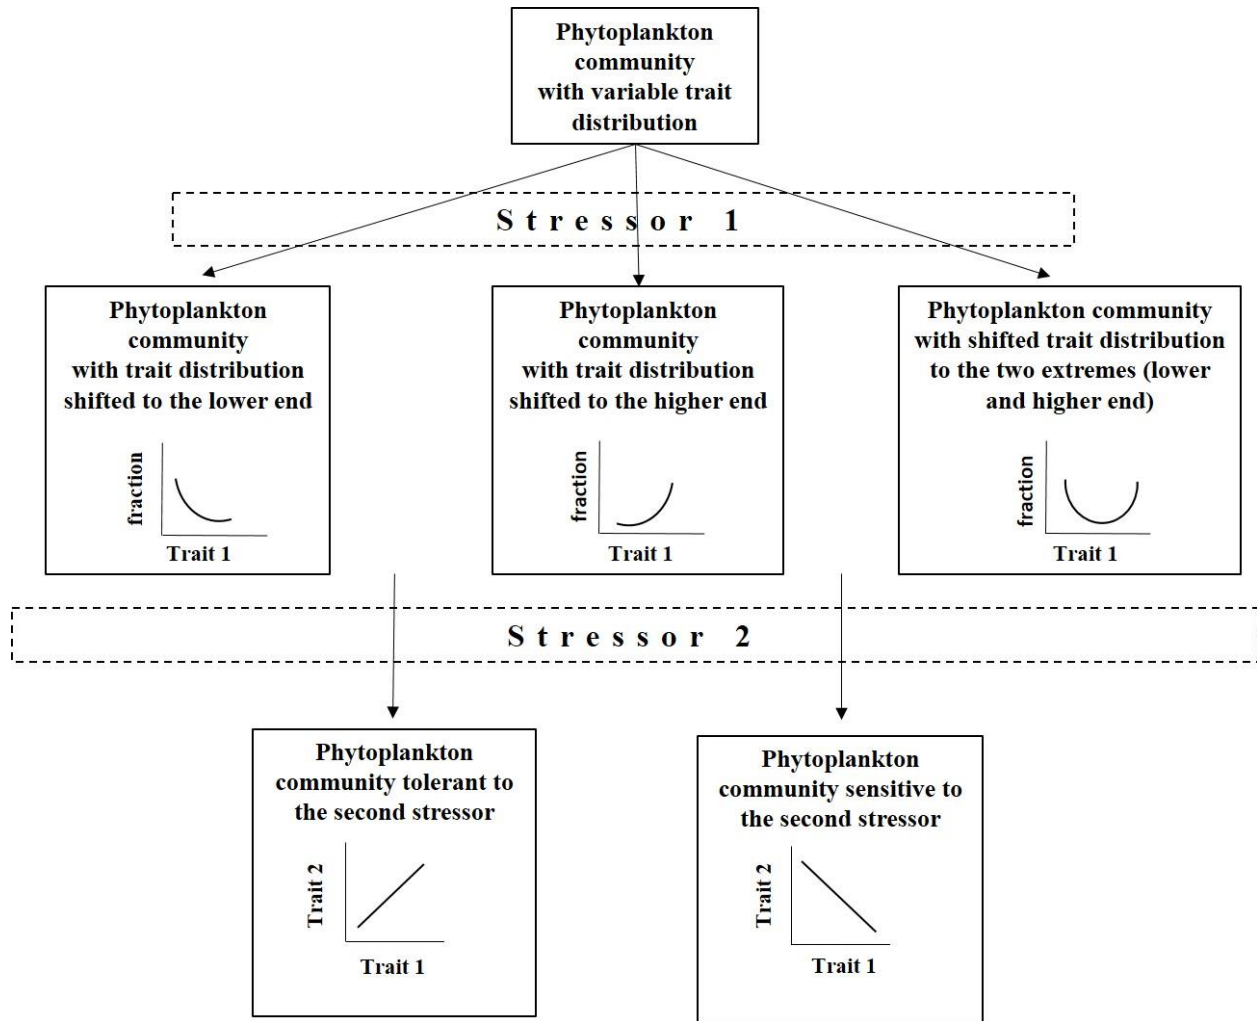 Phytoplankton
community
with variable trait
distribution
Stressor 1
Phytoplankton
community
with trait distribution
shifted to the lower end
fraction
Trait 1
Phytoplankton
community
with trait distribution
shifted to the higher end
fraction
Trait 1
Phytoplankton community
with shifted trait distribution
to the two extremes (lower
and higher end)
fraction
Trait 1
Stressor 2
Phytoplankton
community tolerant to
the second stressor
Trait 2
Trait 1
Phytoplankton
community sensitive to
the second stressor
Trait 2
Trait 1